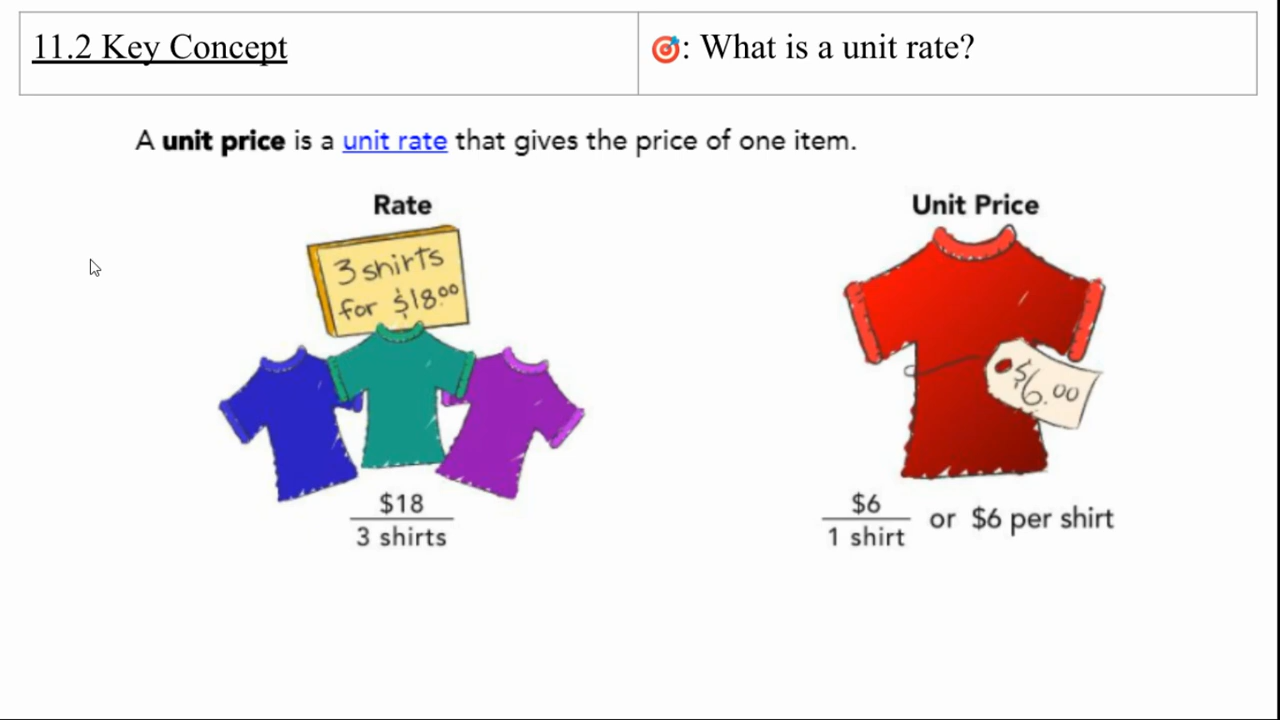 11.2 Key Concept
🎯: What is a unit rate?
A unit price is a unit rate that gives the price of one item.
Rate
3 shirts
for $18.00
$18
3 shirts
Unit Price
$6.00
$6
1 shirt
or $6 per shirt